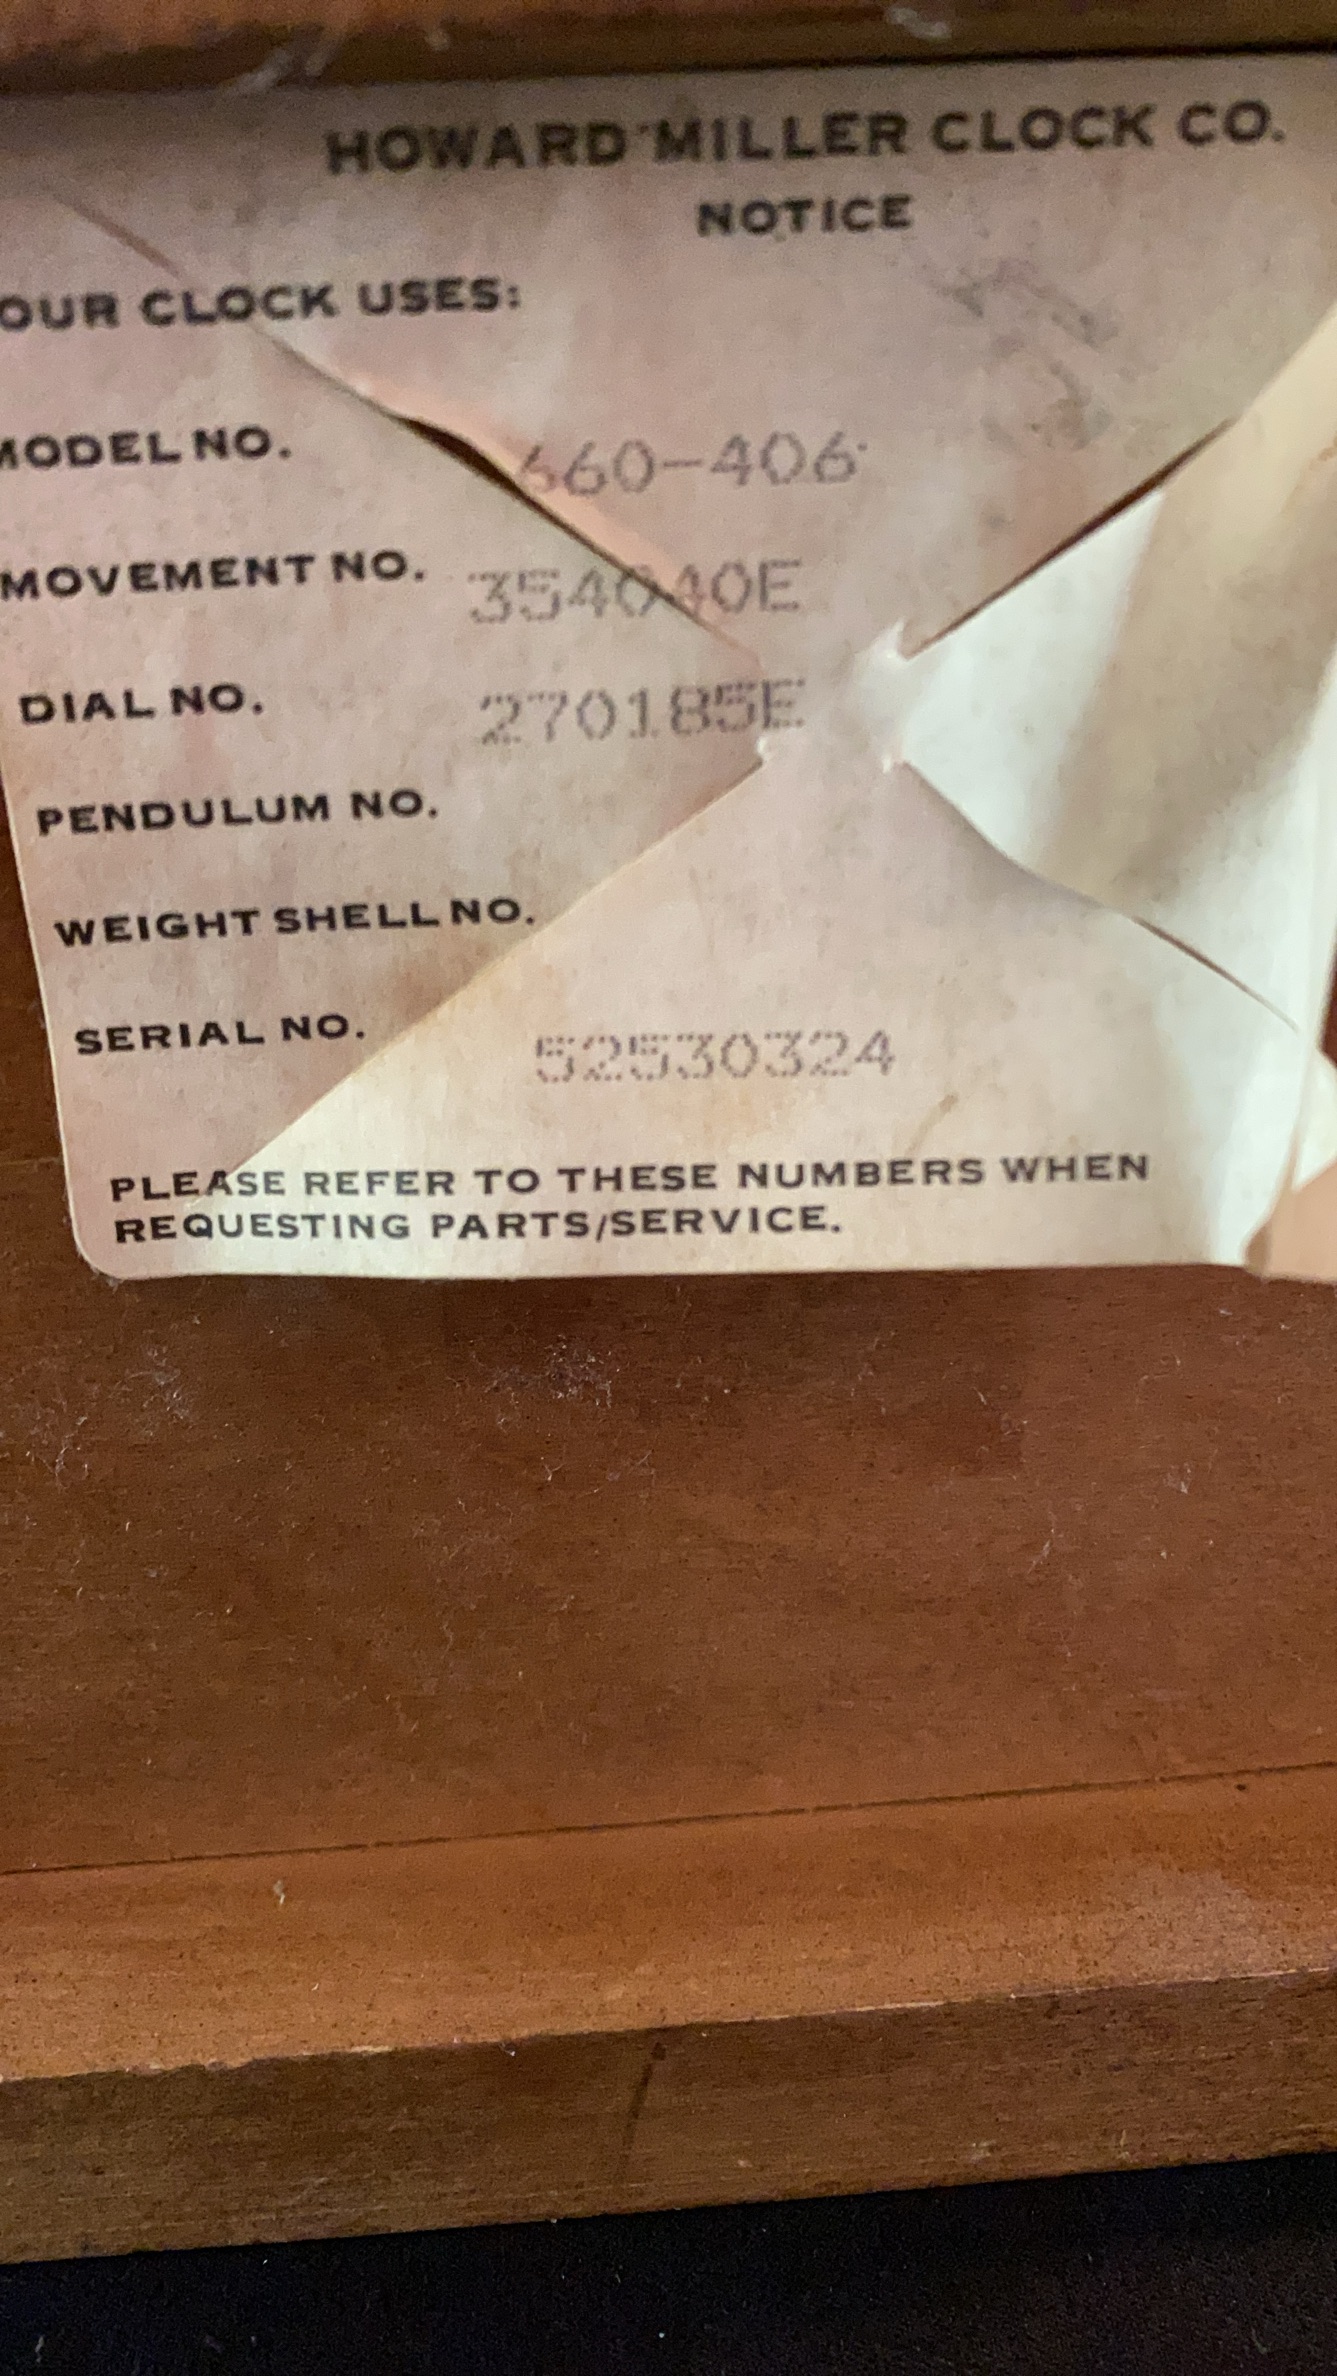 HOWARD MILLER CLOCK CO.
NOTICE
OUR CLOCK USES:
MODEL NO. 660-406
MOVEMENT NO. 354040E
DIAL NO. 270185E
PENDULUM NO.
WEIGHT SHELL NO.
SERIAL NO. 52530324
PLEASE REFER TO THESE NUMBERS WHEN
REQUESTING PARTS/SERVICE.